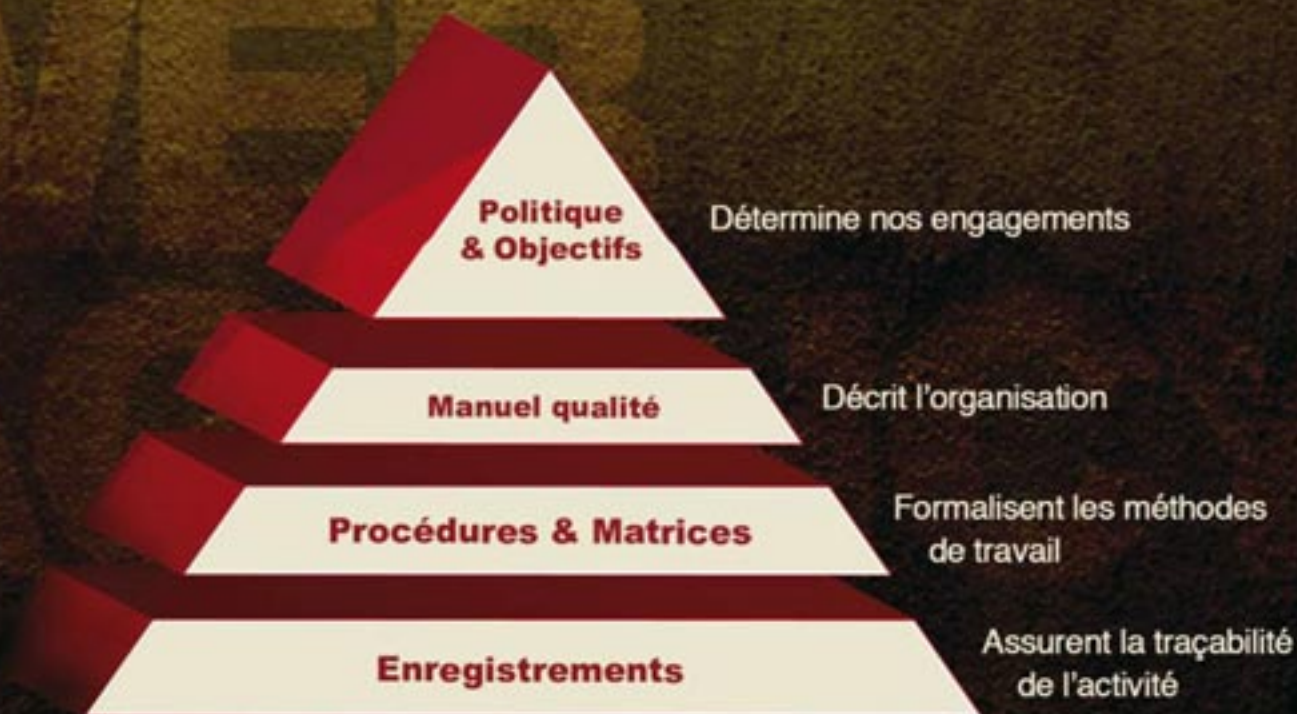 Politique
& Objectifs
Détermine nos engagements
Manuel qualité
Décrit l'organisation
Procédures & Matrices
Formalisent les méthodes
de travail
Enregistrements
Assurent la traçabilité
de l'activité